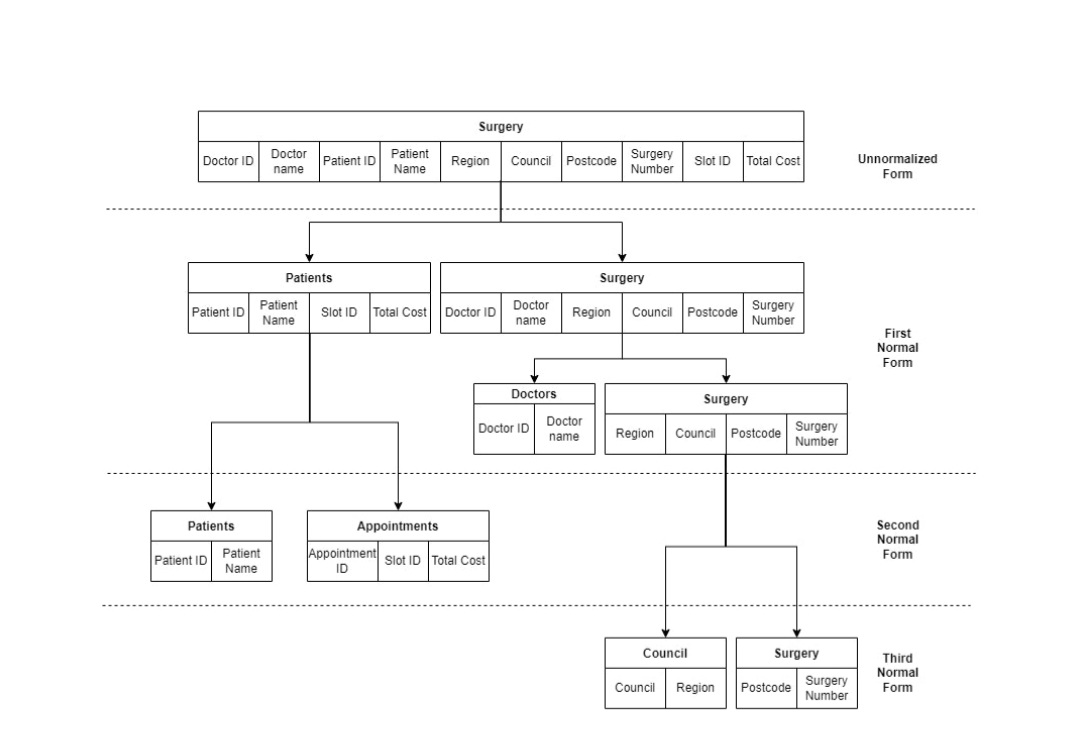 Surgery
Doctor ID
Doctor
name
Patient ID
Patient
Name
Region
Council
Postcode
Surgery
Number
Slot ID
Total Cost
Unnormalized
Form
Patients
Patient ID
Patient
Name
Slot ID
Total Cost
Surgery
Doctor ID
Doctor
name
Region
Council
Postcode
Surgery
Number
First
Normal
Form
Doctors
Doctor ID
Doctor
name
Surgery
Region
Council
Postcode
Surgery
Number
Patients
Patient ID
Patient
Name
Appointments
Appointment
ID
Slot ID
Total Cost
Second
Normal
Form
Council
Council
Region
Surgery
Postcode
Surgery
Number
Third
Normal
Form